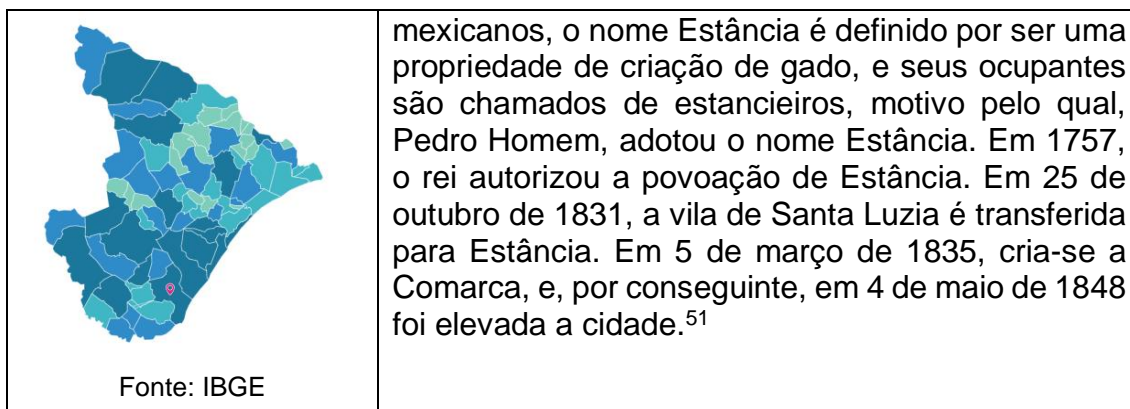 mexicanos, o nome Estância é definido por ser uma
propriedade de criação de gado, e seus ocupantes
são chamados de estancieiros, motivo pelo qual,
Pedro Homem, adotou o nome Estância. Em 1757,
o rei autorizou a povoação de Estância. Em 25 de
outubro de 1831, a vila de Santa Luzia é transferida
para Estância. Em 5 de março de 1835, cria-se a
Comarca, e, por conseguinte, em 4 de maio de 1848
foi elevada a cidade.51
Fonte: IBGE